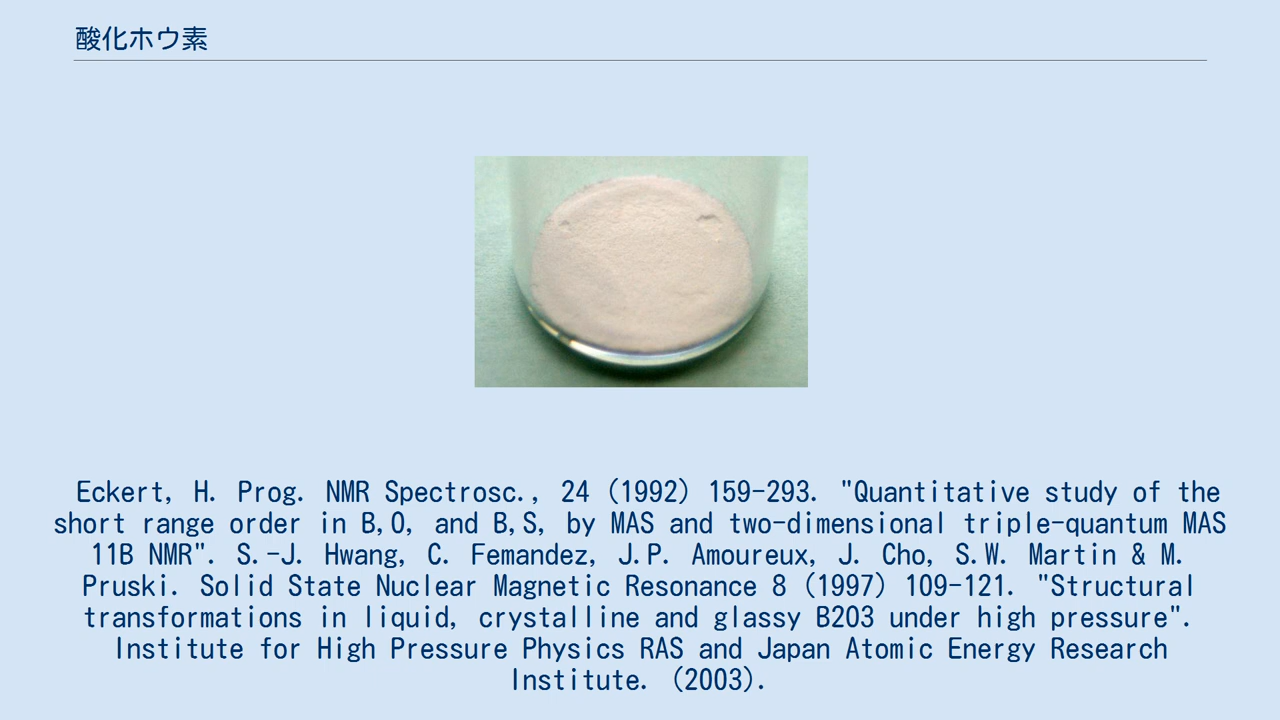 酸化ホウ素
Eckert, H. Prog. NMR Spectrosc., 24 (1992) 159-293. "Quantitative study of the
short range order in B,O, and B,S, by MAS and two-dimensional triple-quantum MAS
11B NMR". S.-J. Hwang, C. Femandez, J.P. Amoureux, J. Cho, S.W. Martin & M.
Pruski. Solid State Nuclear Magnetic Resonance 8 (1997) 109-121. "Structural
transformations in liquid, crystalline and glassy B2O3 under high pressure".
Institute for High Pressure Physics RAS and Japan Atomic Energy Research
Institute. (2003).